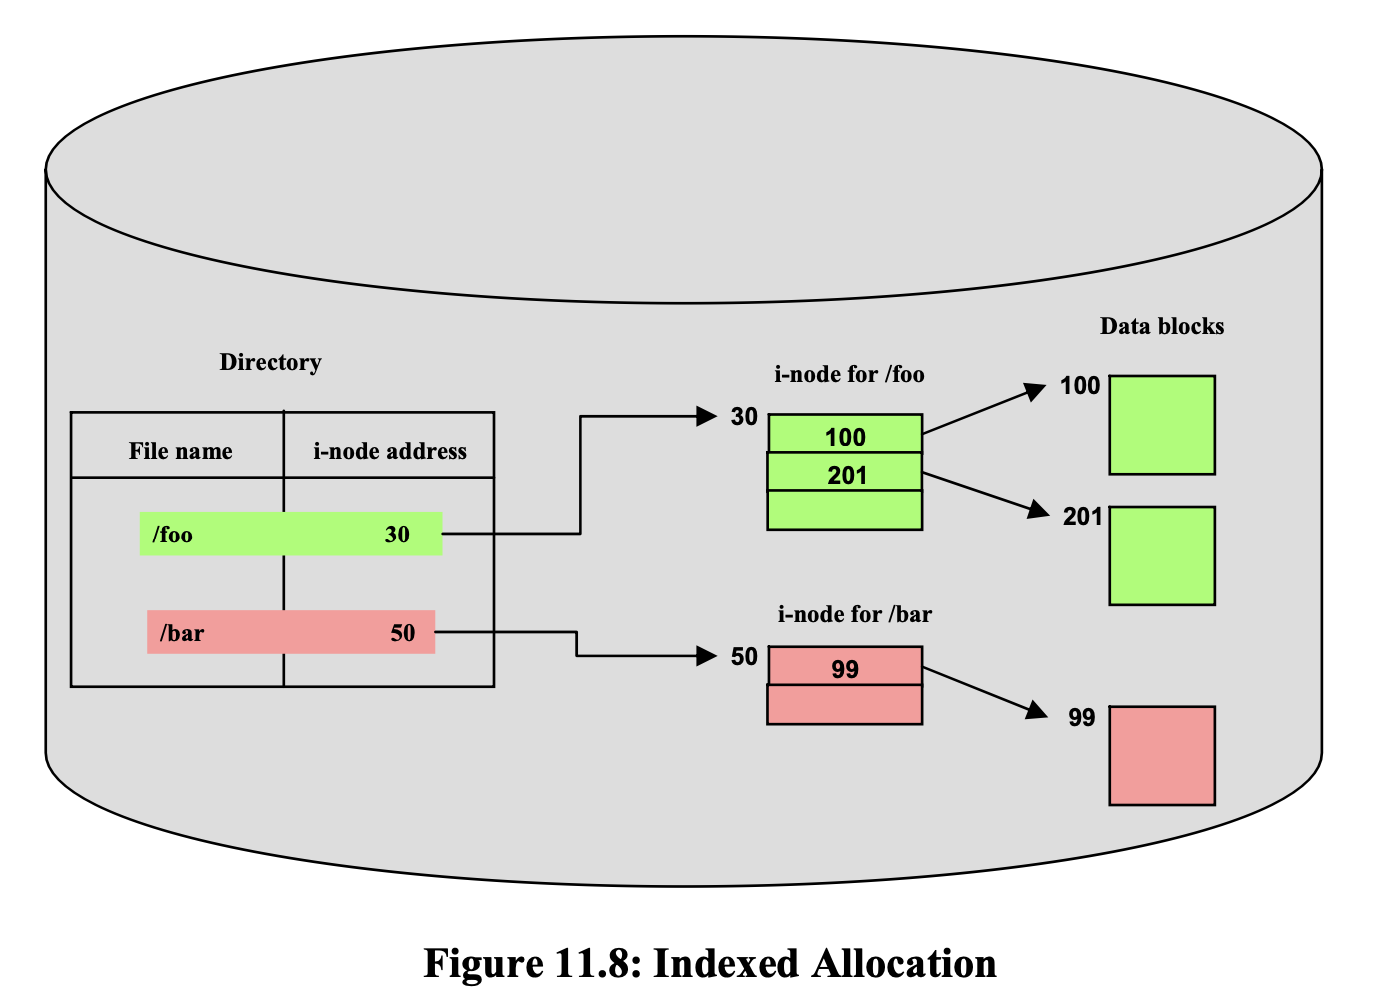 Data blocks
Directory
i-node for /foo
100
30
File name i-node address
100
201
201
/foo 30
i-node for /bar
/bar 50
50
99
99
Figure 11.8: Indexed Allocation